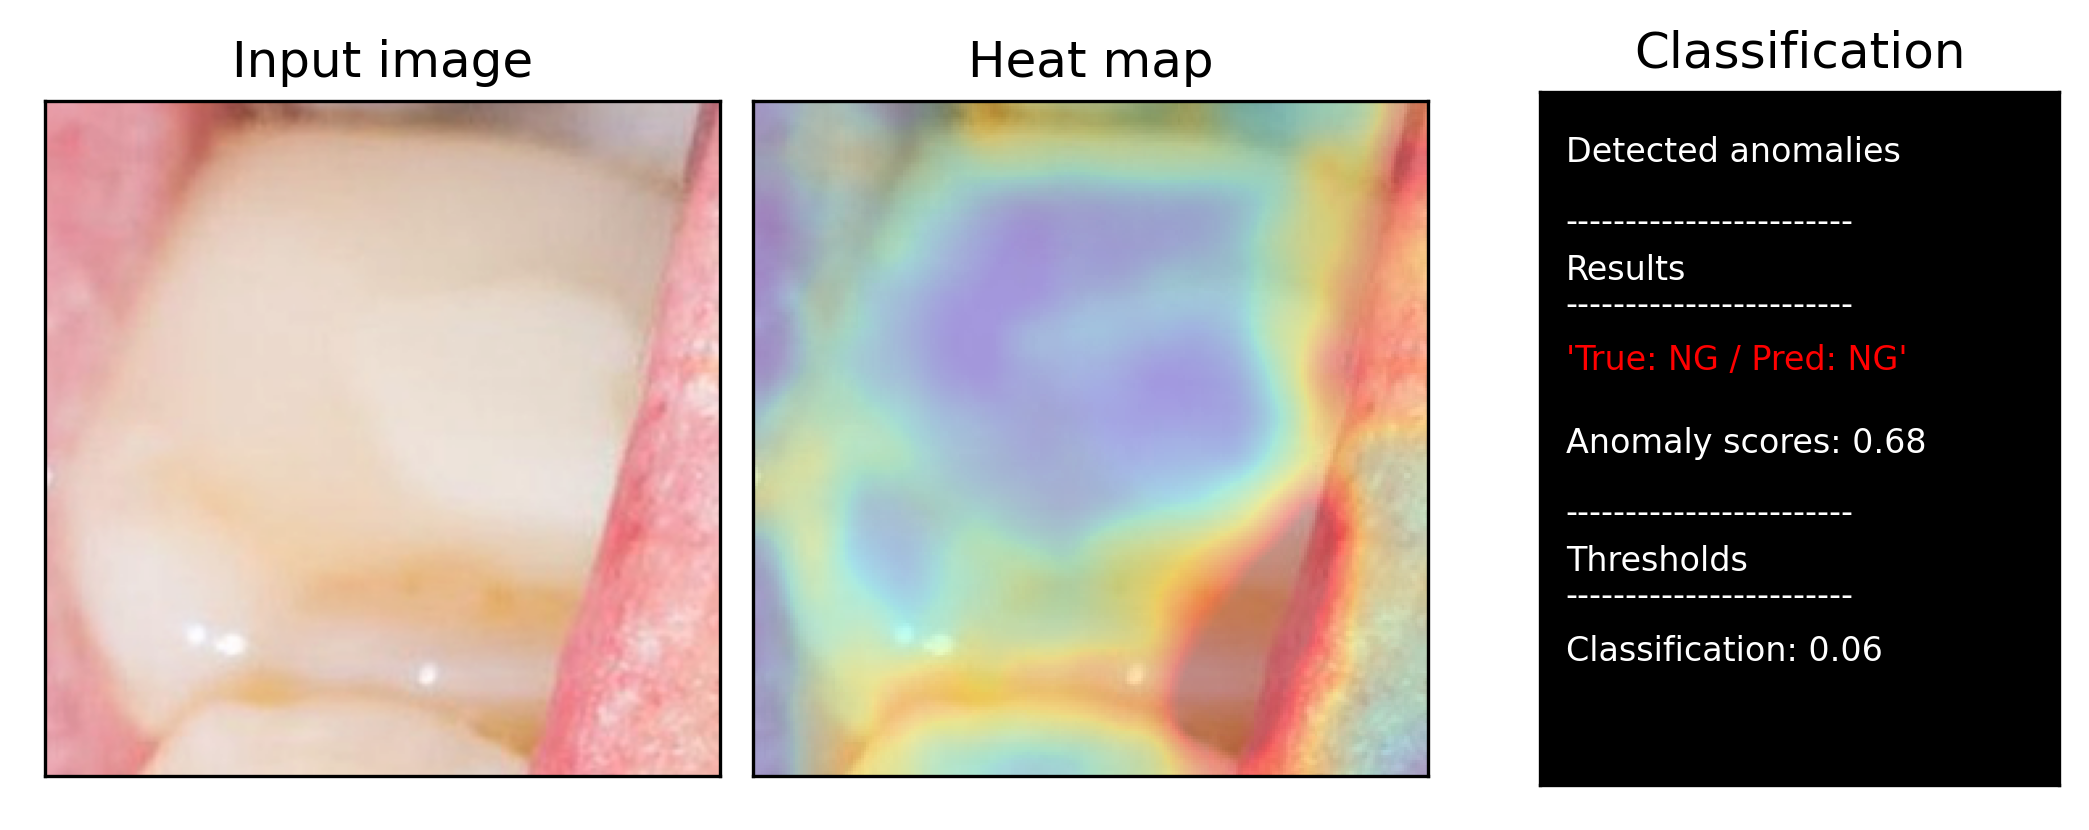 Input image
Heat map
Classification
Detected anomalies
------------------------
Results
------------------------
'True: NG / Pred: NG'
Anomaly scores: 0.68
------------------------
Thresholds
------------------------
Classification: 0.06